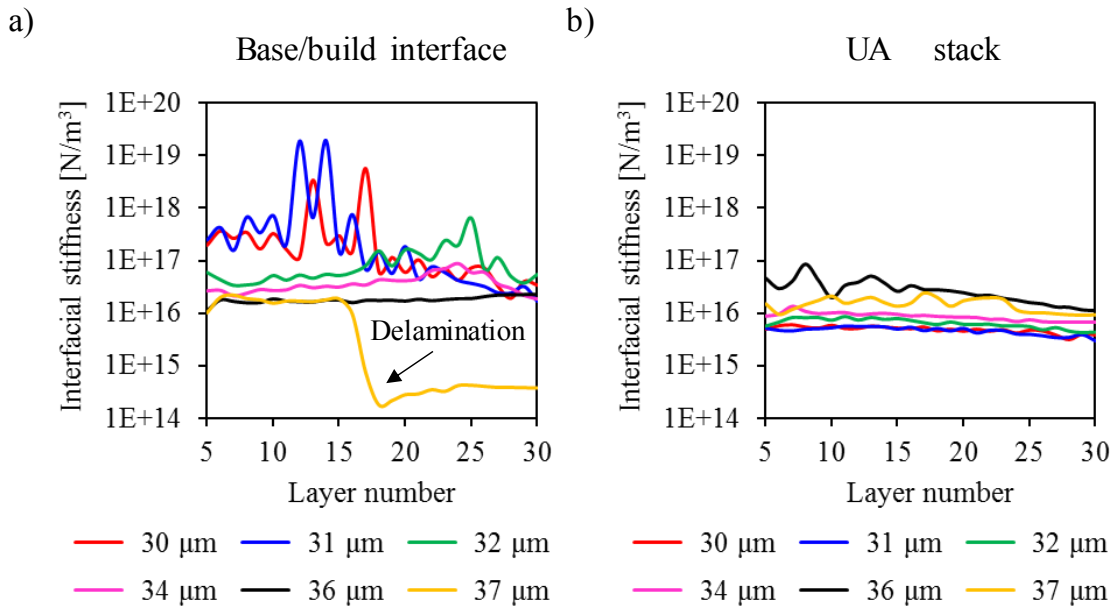 a)
Base/build interface
Interfacial stiffness [N/m³]
1E+20
1E+19
1E+18
1E+17
1E+16
1E+15
1E+14
Delamination
5 10 15 20 25 30
Layer number
30 μm 31 μm 32 μm
34 μm 36 μm 37 μm
b)
UA stack
Interfacial stiffness [N/m³]
1E+20
1E+19
1E+18
1E+17
1E+16
1E+15
1E+14
5 10 15 20 25 30
Layer number
30 μm 31 μm 32 μm
34 μm 36 μm 37 μm